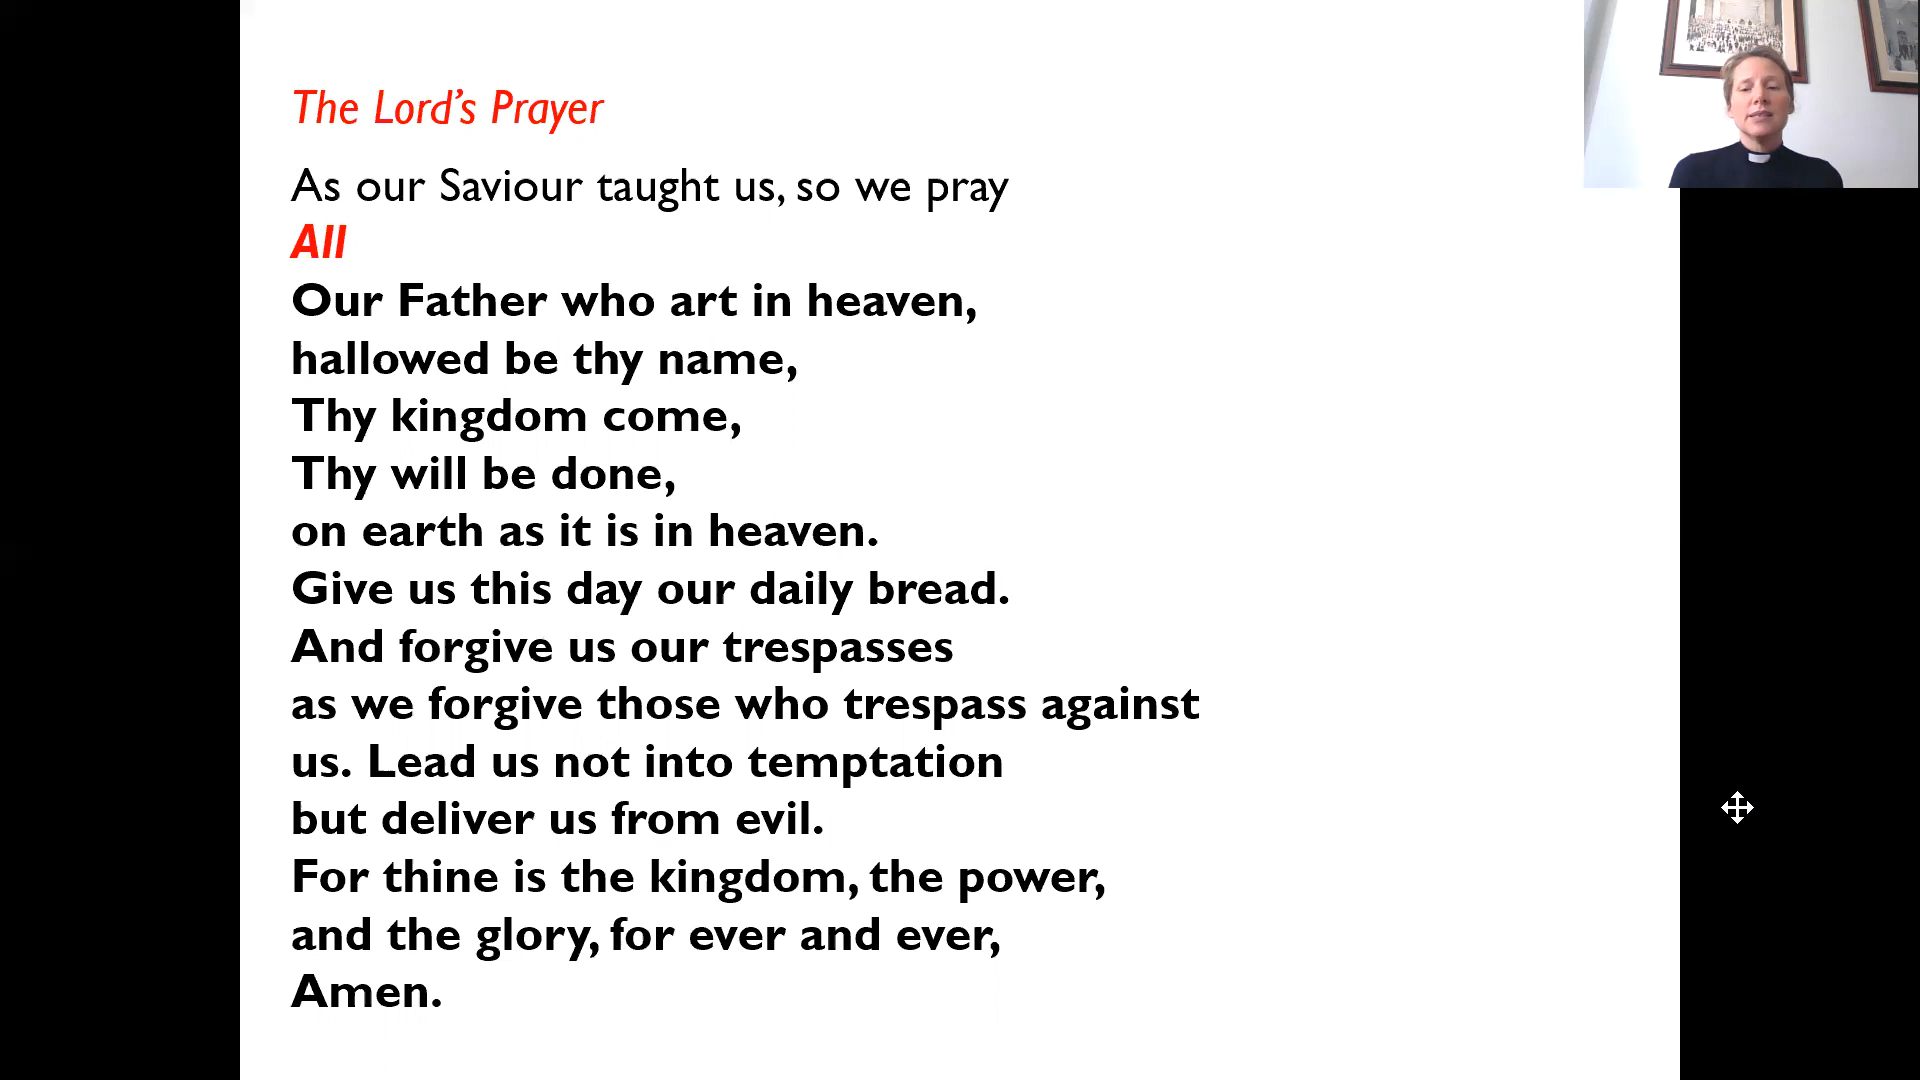 The Lord’s Prayer
As our Saviour taught us, so we pray
All
Our Father who art in heaven,
hallowed be thy name,
Thy kingdom come,
Thy will be done,
on earth as it is in heaven.
Give us this day our daily bread.
And forgive us our trespasses
as we forgive those who trespass against
us. Lead us not into temptation
but deliver us from evil.
For thine is the kingdom, the power,
and the glory, for ever and ever,
Amen.